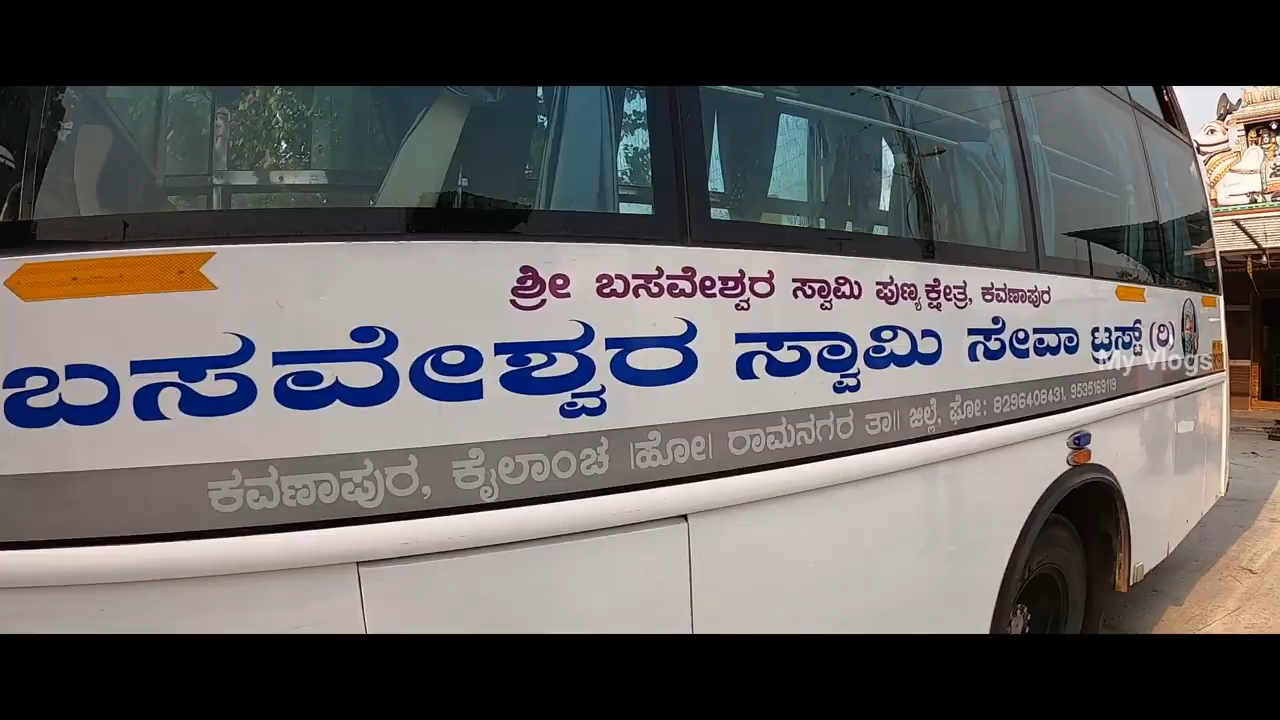 ಶ್ರೀ ಬಸವೇಶ್ವರ ಸ್ವಾಮಿ ಪುಣ್ಯಕ್ಷೇತ್ರ, ಕವಣಾಪುರ
ಬಸವೇಶ್ವರ ಸ್ವಾಮಿ ಸೇವಾ ಟ್ರಸ್ಟ್ (ರಿ)
My Vlogs
ಕವಣಾಪುರ, ಕೈಲಾಂಚ |ಹೋ| ರಾಮನಗರ ತಾ|| ಜಿಲ್ಲೆ, ಫೋ: 8296408431, 9535169119